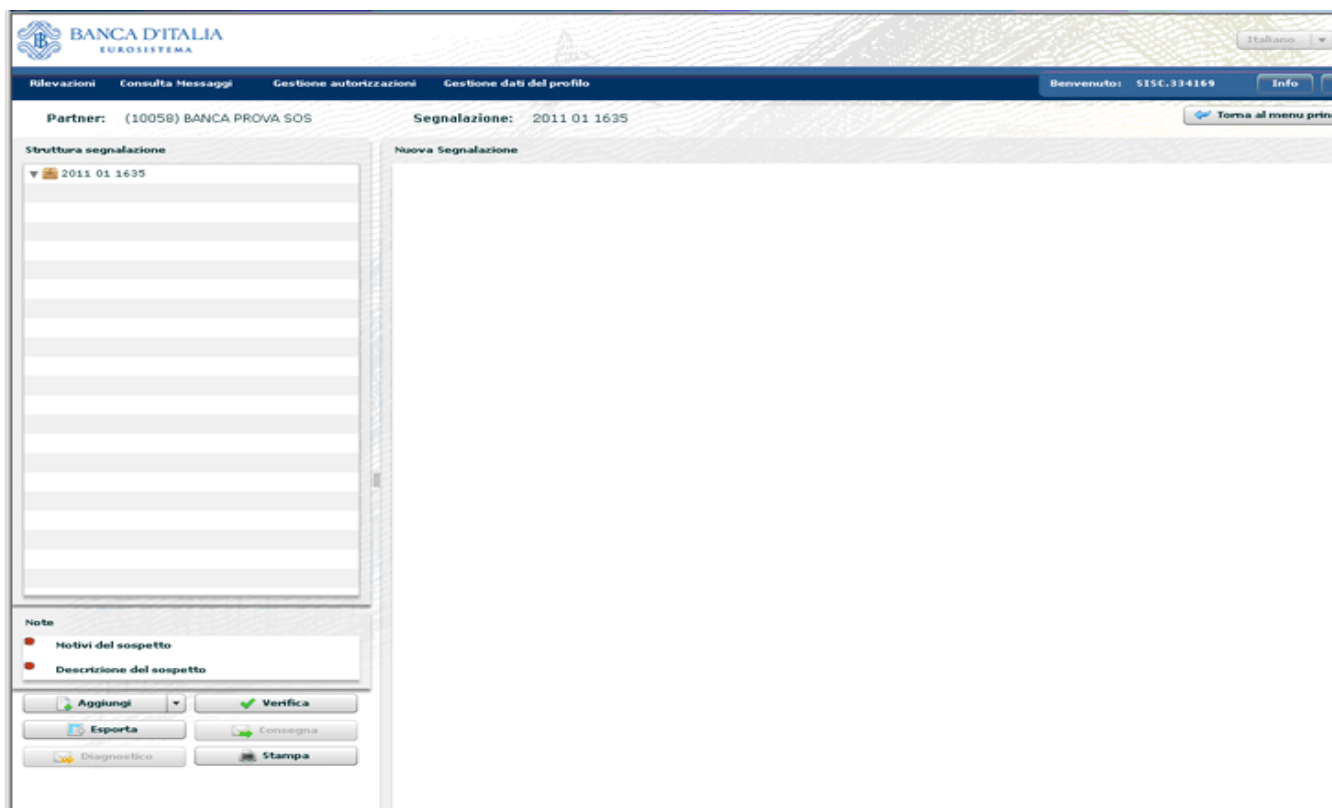 BANCA D'ITALIA
EUROSISTEMA
Italiano
Rilevazioni Consulta Messaggi Gestione autorizzazioni Gestione dati del profilo Benvenuto: SISC.334169 Info
Partner: (10058) BANCA PROVA SOS Segnalazione: 2011 01 1635 Torna al menu prin
Struttura segnalazione Nuova Segnalazione
2011 01 1635
Note
Motivi del sospetto
Descrizione del sospetto
Aggiungi Verifica
Esporta Consegna
Diagnostico Stampa